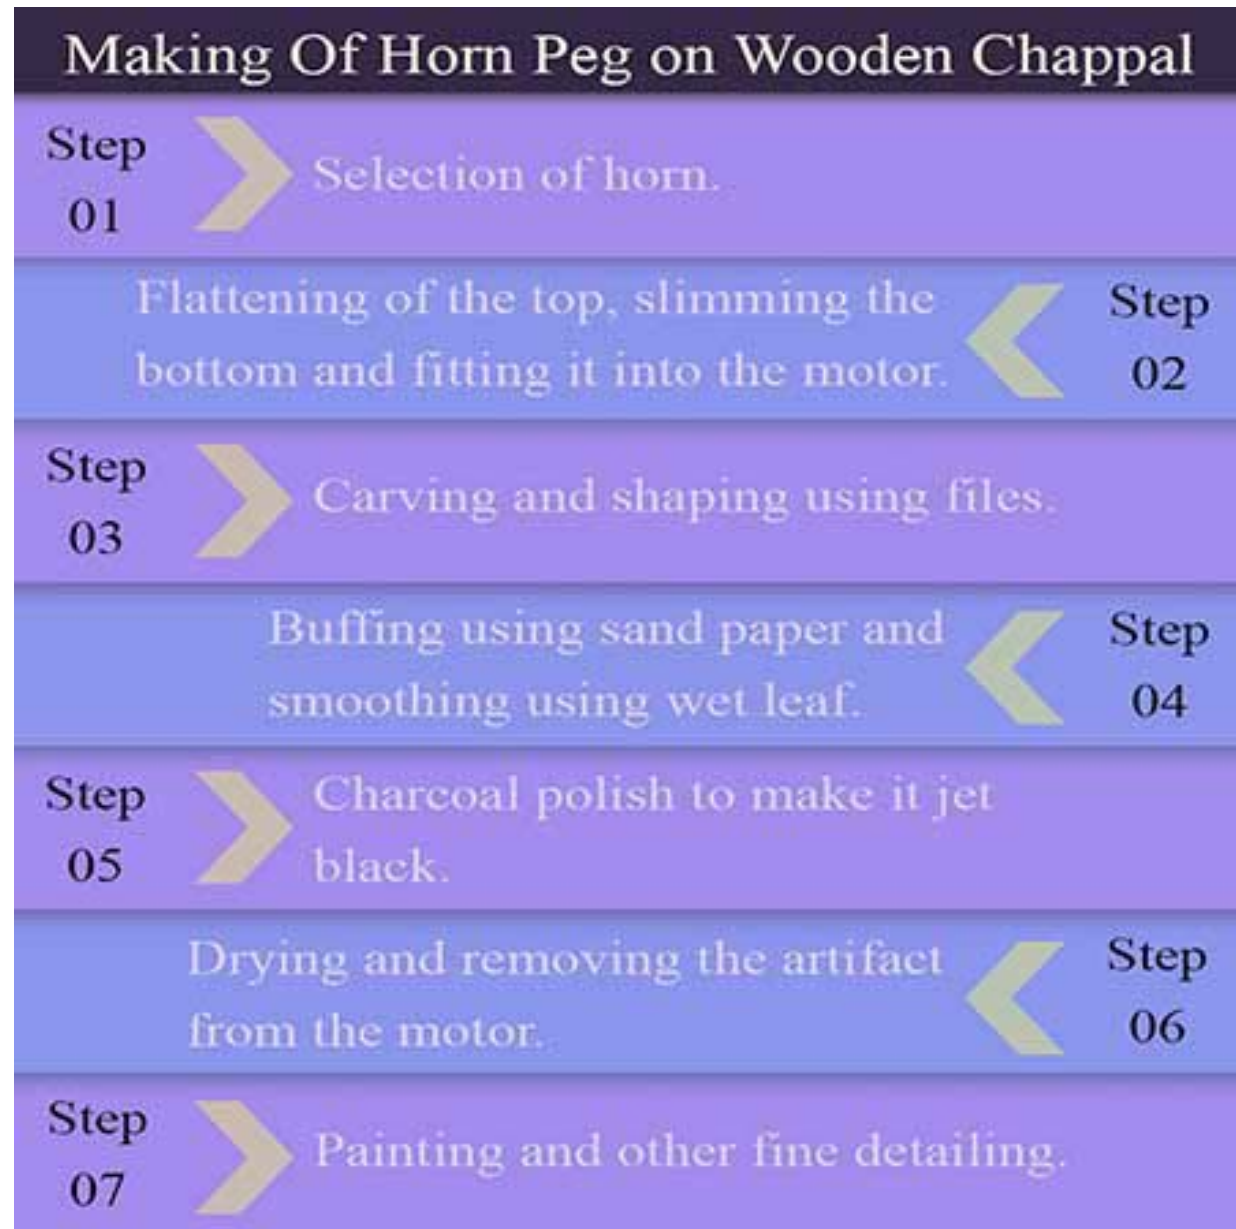 Making Of Horn Peg on Wooden Chappal
Step
01
Selection of horn.
Flattening of the top, slimming the
bottom and fitting it into the motor.
Step
02
Step
03
Carving and shaping using files.
Buffing using sand paper and
smoothing using wet leaf.
Step
04
Step
05
Charcoal polish to make it jet
black.
Drying and removing the artifact
from the motor.
Step
06
Step
07
Painting and other fine detailing.